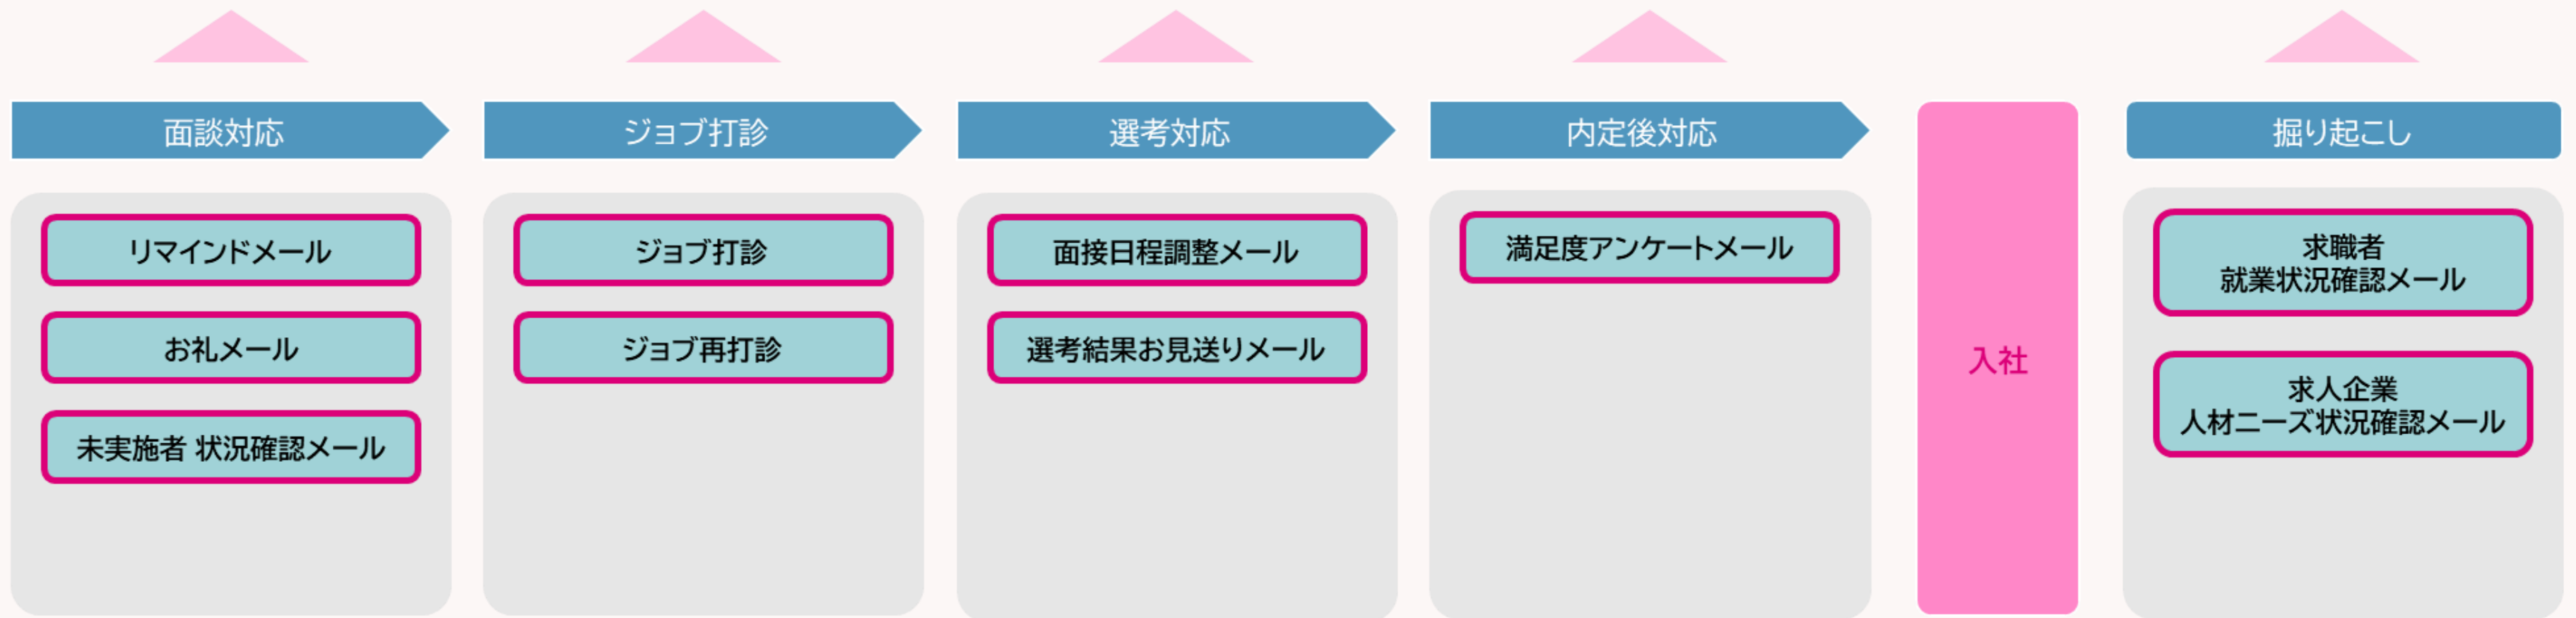 面談対応
リマインドメール
お礼メール
未実施者 状況確認メール
ジョブ打診
ジョブ打診
ジョブ再打診
選考対応
面接日程調整メール
選考結果お見送りメール
内定後対応
満足度アンケートメール
入社
掘り起こし
求職者
就業状況確認メール
求人企業
人材ニーズ状況確認メール